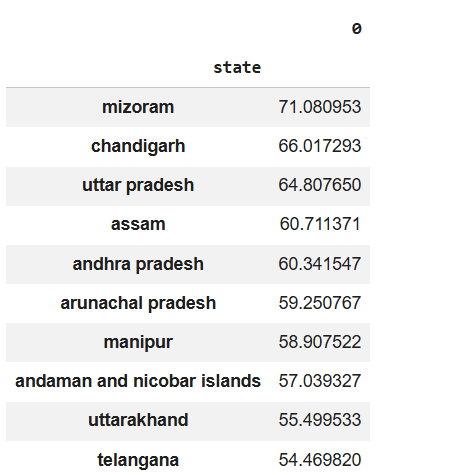 0
state
mizoram 71.080953
chandigarh 66.017293
uttar pradesh 64.807650
assam 60.711371
andhra pradesh 60.341547
arunachal pradesh 59.250767
manipur 58.907522
andaman and nicobar islands 57.039327
uttarakhand 55.499533
telangana 54.469820